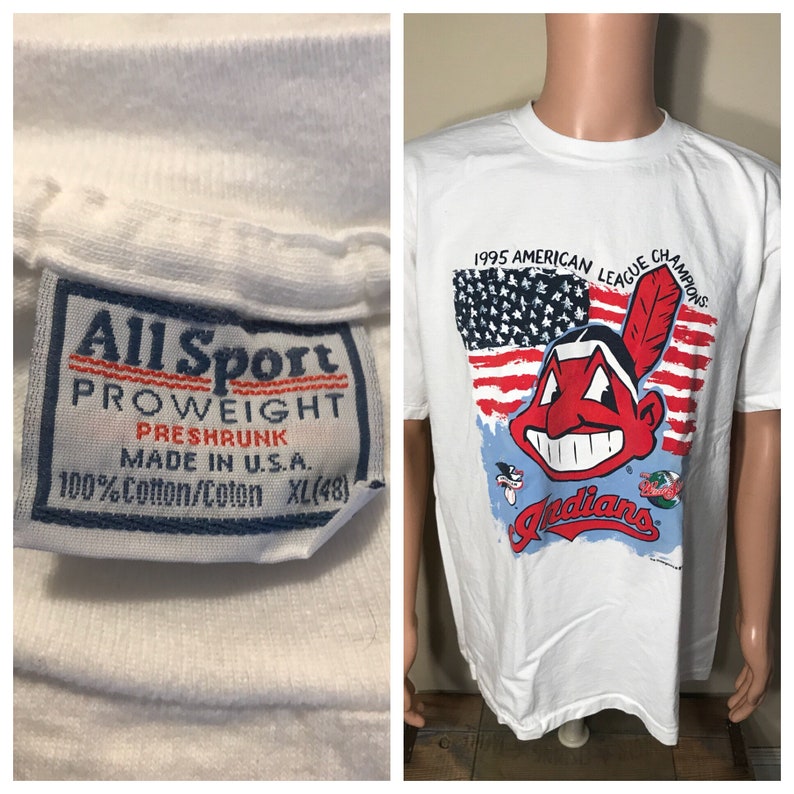 All Sport
PROWEIGHT
PRESHRUNK
MADE IN U.S.A.
100% Cotton/Coton XL(48)
1995 AMERICAN LEAGUE CHAMPIONS
Indians